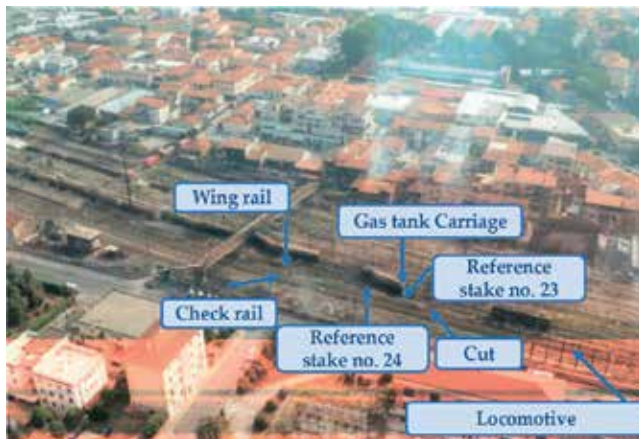 Wing rail
Gas tank Carriage
Reference
stake no. 23
Check rail
Reference
stake no. 24
Cut
Locomotive